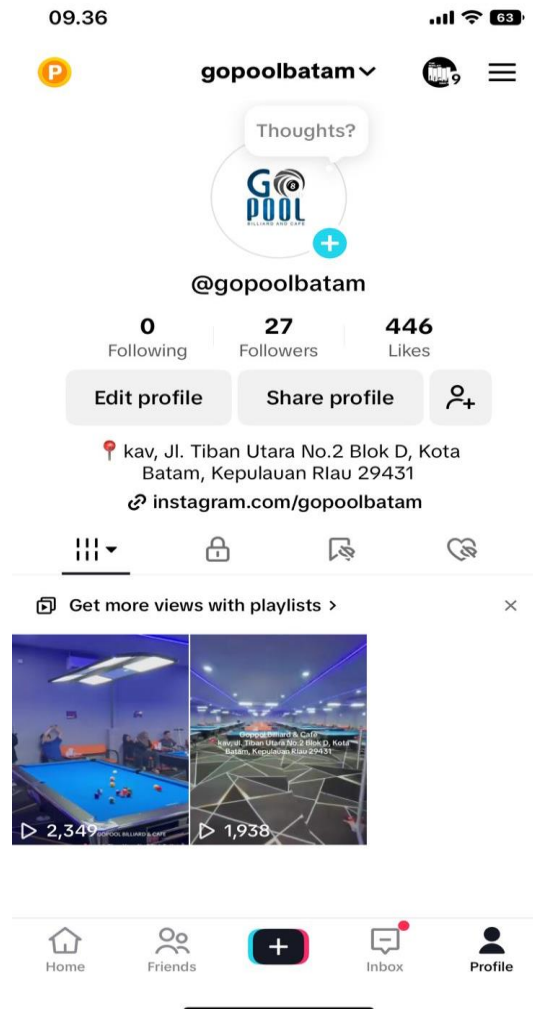 09.36
63
P
gopoolbatam
9
Thoughts?
GO
POOL
BILLIARD AND CAFE
@gopoolbatam
0 27 446
Following Followers Likes
Edit profile Share profile
kav, Jl. Tiban Utara No.2 Blok D, Kota
Batam, Kepulauan RIau 29431
instagram.com/gopoolbatam
Get more views with playlists >
Goopol Billiard & Cafe
kav, Jl. Tiban Utara No.2 Blok D, Kota
Batam, Kepulauan Riau 29431
2,349 GOPOOL BILLIARD & CAFE
1,938
Home Friends Inbox Profile